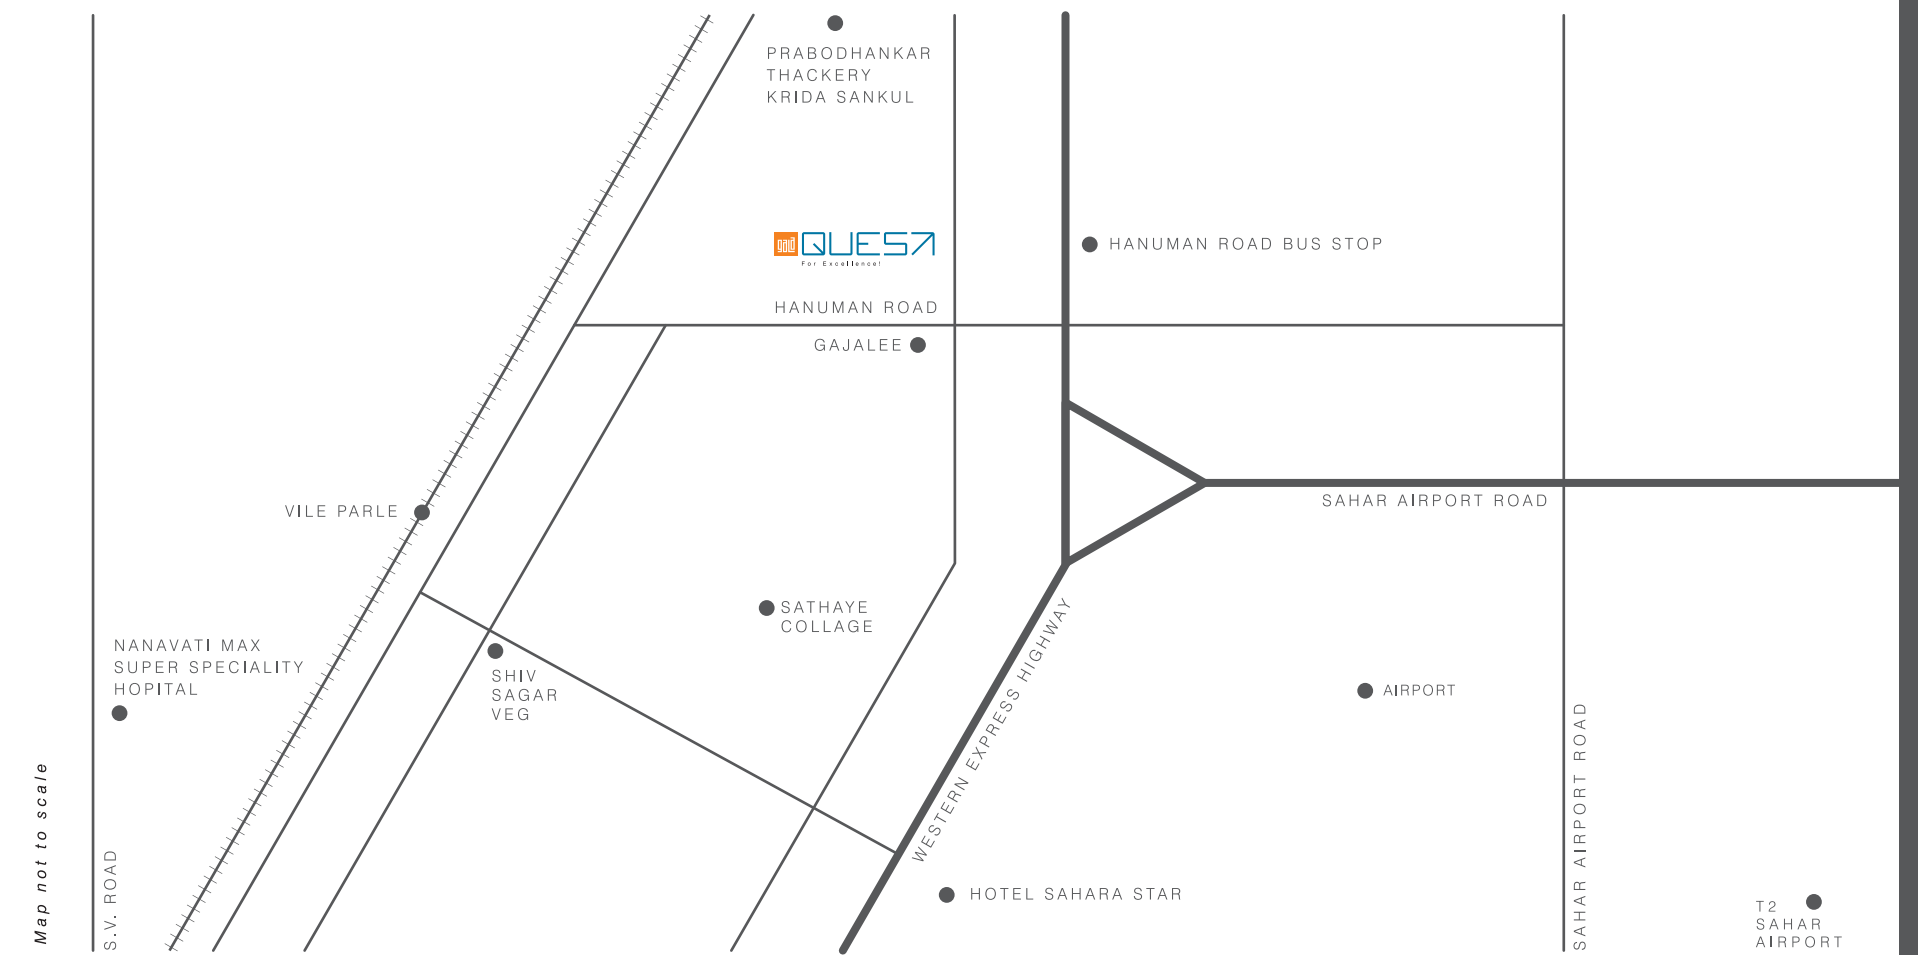 PRABODHANKAR
THACKERY
KRIDA SANKUL
QUEST
For Excellence!
HANUMAN ROAD BUS STOP
HANUMAN ROAD
GAJALEE
SAHAR AIRPORT ROAD
VILE PARLE
SATHAYE
COLLAGE
NANAVATI MAX
SUPER SPECIALITY
HOPITAL
SHIV
SAGAR
VEG
WESTERN EXPRESS HIGHWAY
AIRPORT
SAHAR AIRPORT ROAD
Map not to scale
S.V. ROAD
HOTEL SAHARA STAR
T2
SAHAR
AIRPORT